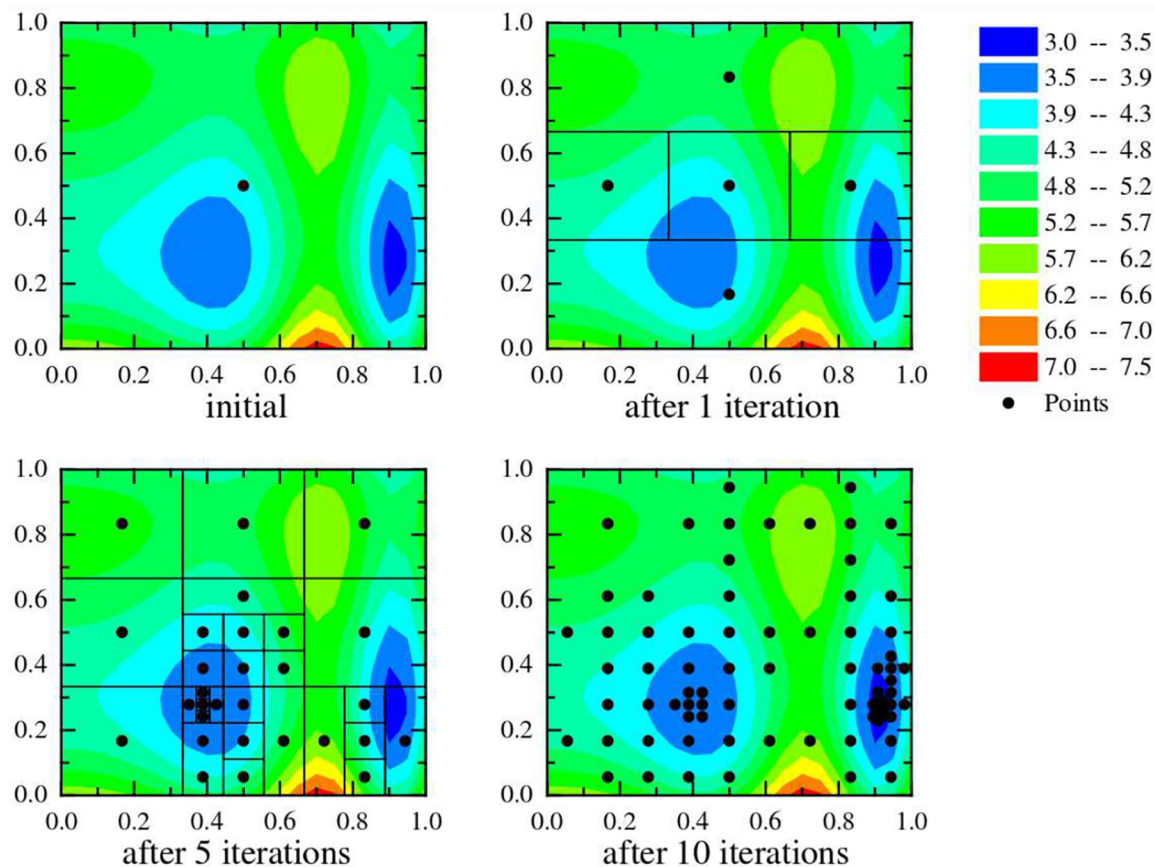 1.0
0.8
0.6
0.4
0.2
0.0
0.0 0.2 0.4 0.6 0.8 1.0
initial
1.0
0.8
0.6
0.4
0.2
0.0
0.0 0.2 0.4 0.6 0.8 1.0
after 1 iteration
3.0 -- 3.5
3.5 -- 3.9
3.9 -- 4.3
4.3 -- 4.8
4.8 -- 5.2
5.2 -- 5.7
5.7 -- 6.2
6.2 -- 6.6
6.6 -- 7.0
7.0 -- 7.5
Points
1.0
0.8
0.6
0.4
0.2
0.0
0.0 0.2 0.4 0.6 0.8 1.0
after 5 iterations
1.0
0.8
0.6
0.4
0.2
0.0
0.0 0.2 0.4 0.6 0.8 1.0
after 10 iterations